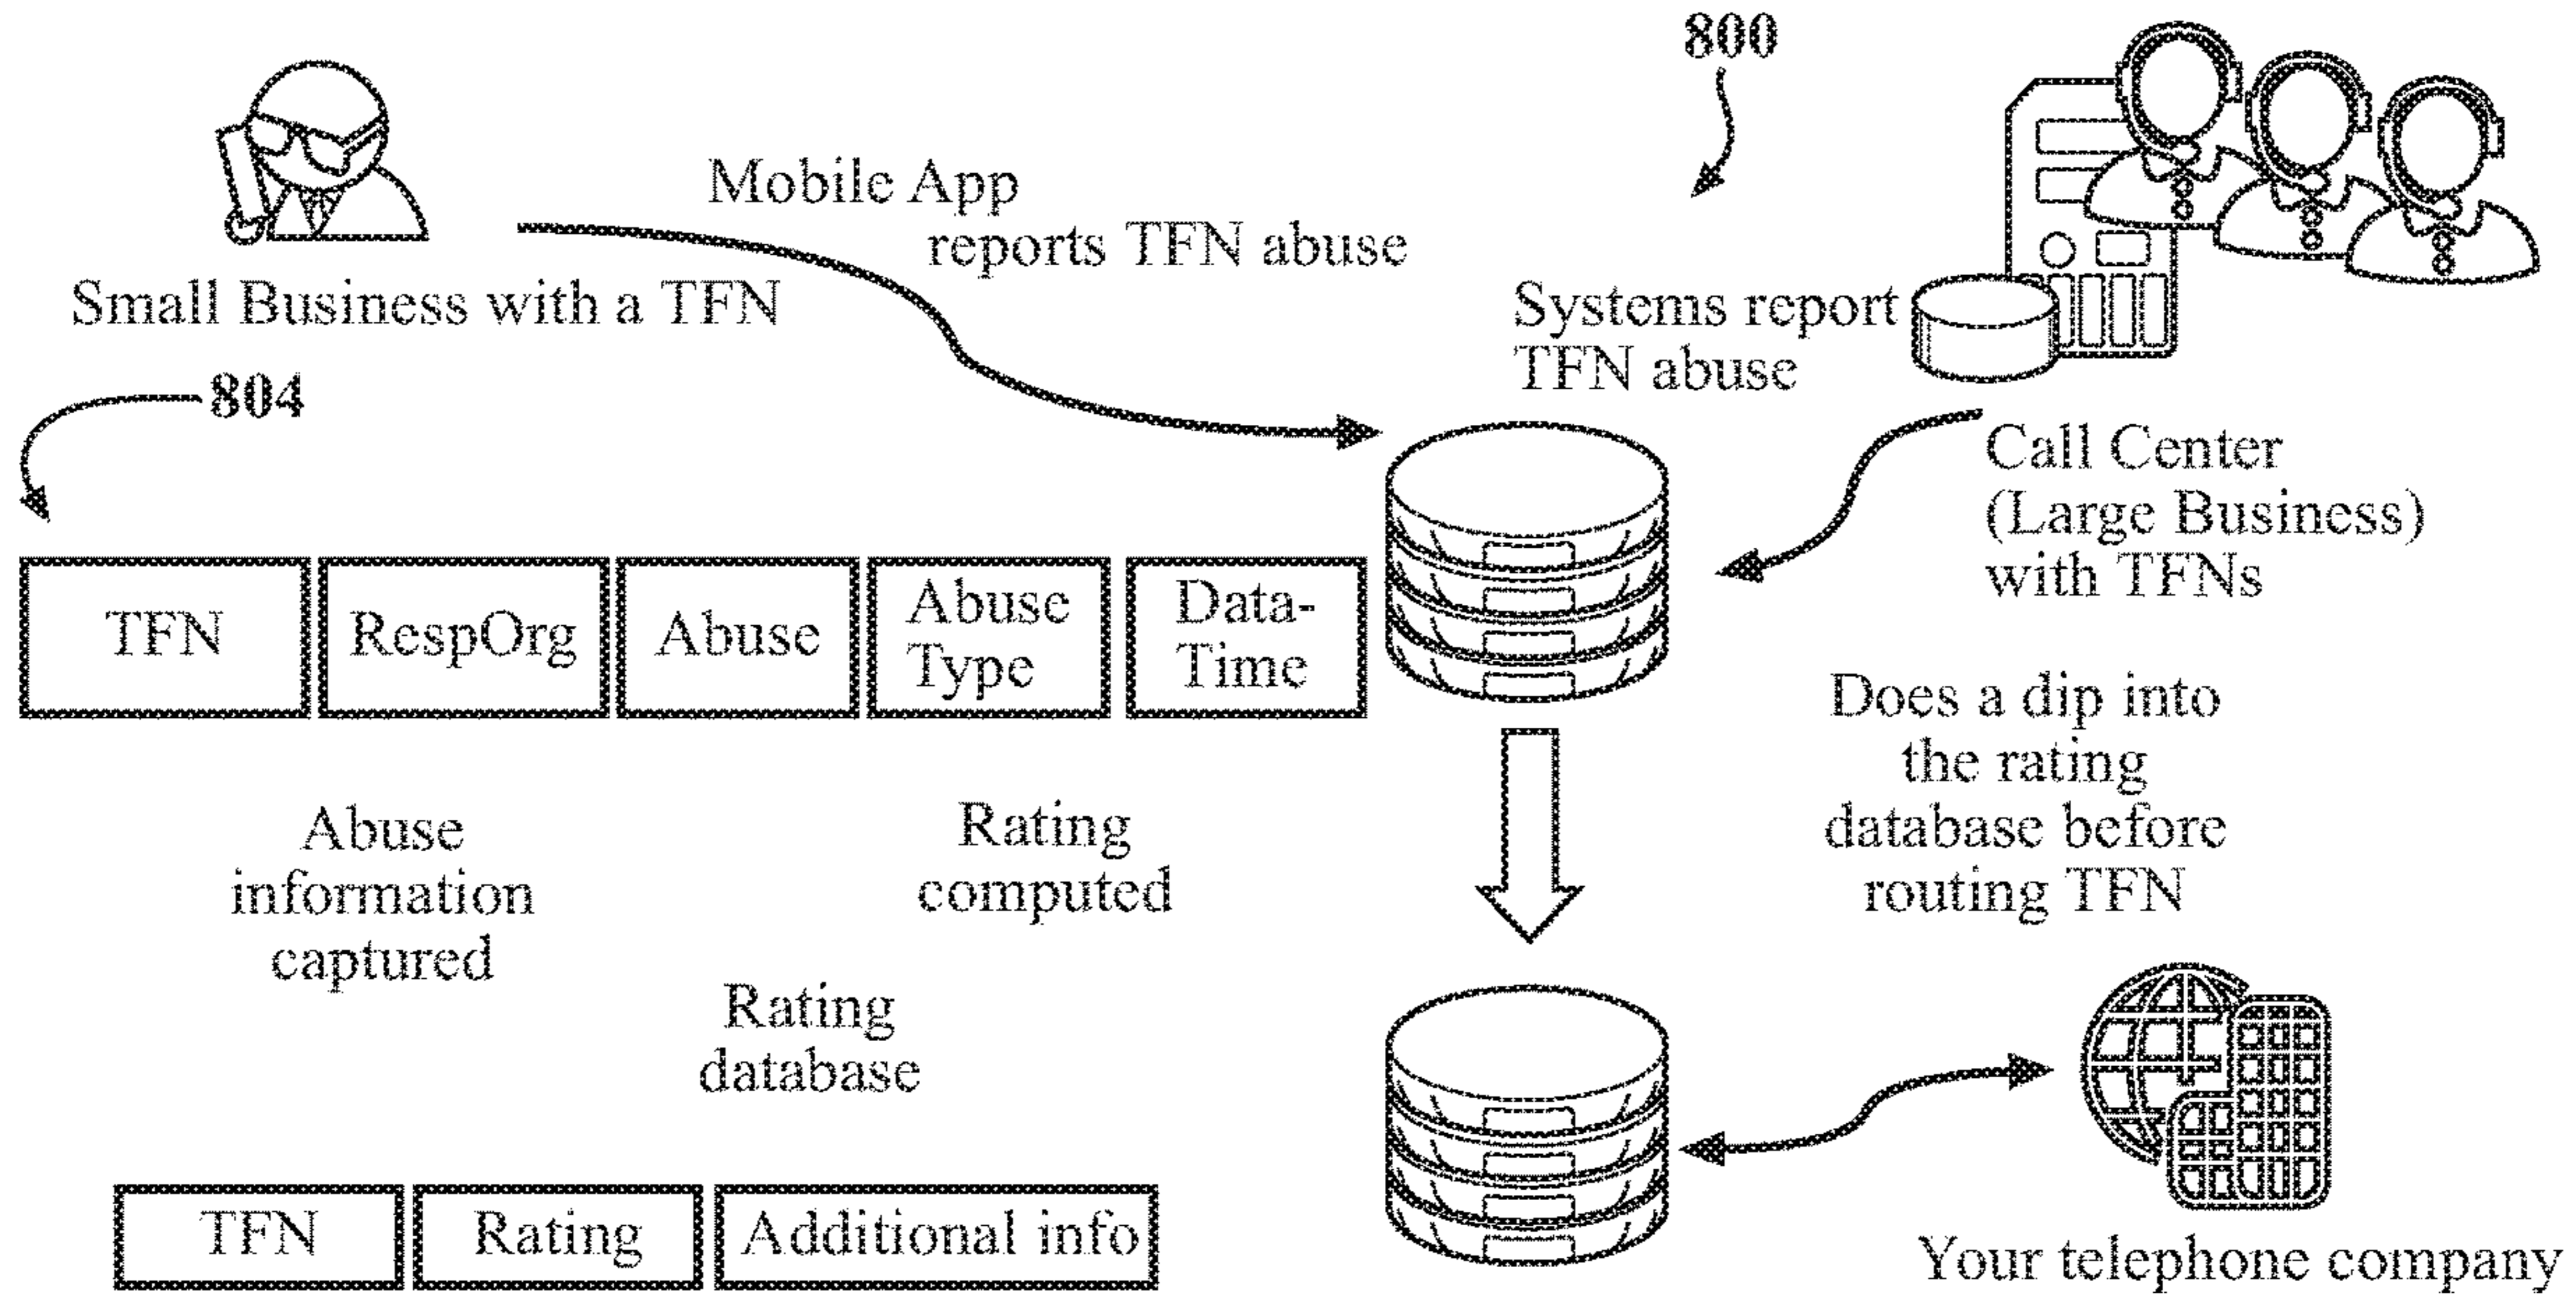 800
Mobile App
reports TFN abuse
Small Business with a TFN
Systems report
TFN abuse
804
Call Center
(Large Business)
with TFNs
TFN
RespOrg
Abuse
Abuse
Type
Data-
Time
Does a dip into
the rating
database before
routing TFN
Abuse
information
captured
Rating
computed
Rating
database
TFN
Rating
Additional info
Your telephone company